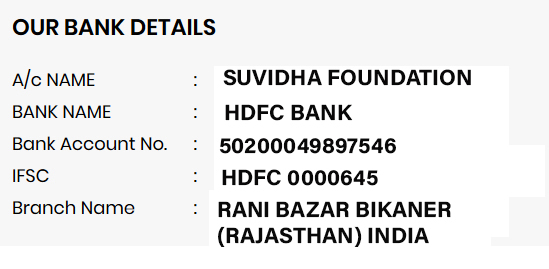 OUR BANK DETAILS
A/c NAME : SUVIDHA FOUNDATION
BANK NAME : HDFC BANK
Bank Account No. : 50200049897546
IFSC : HDFC 0000645
Branch Name : RANI BAZAR BIKANER
(RAJASTHAN) INDIA